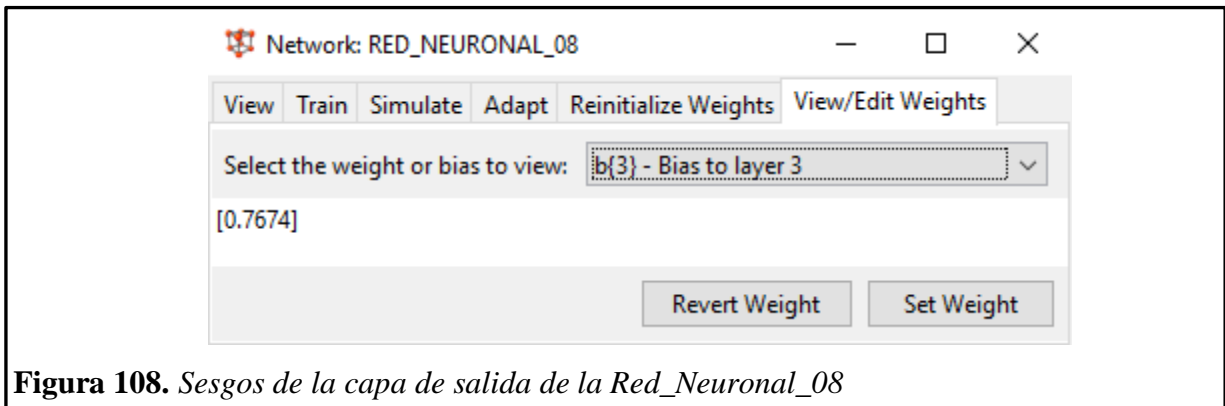 Network: RED_NEURONAL_08
View Train Simulate Adapt Reinitialize Weights View/Edit Weights
Select the weight or bias to view: b{3} - Bias to layer 3
[0.7674]
Revert Weight Set Weight
Figura 108. Sesgos de la capa de salida de la Red_Neuronal_08